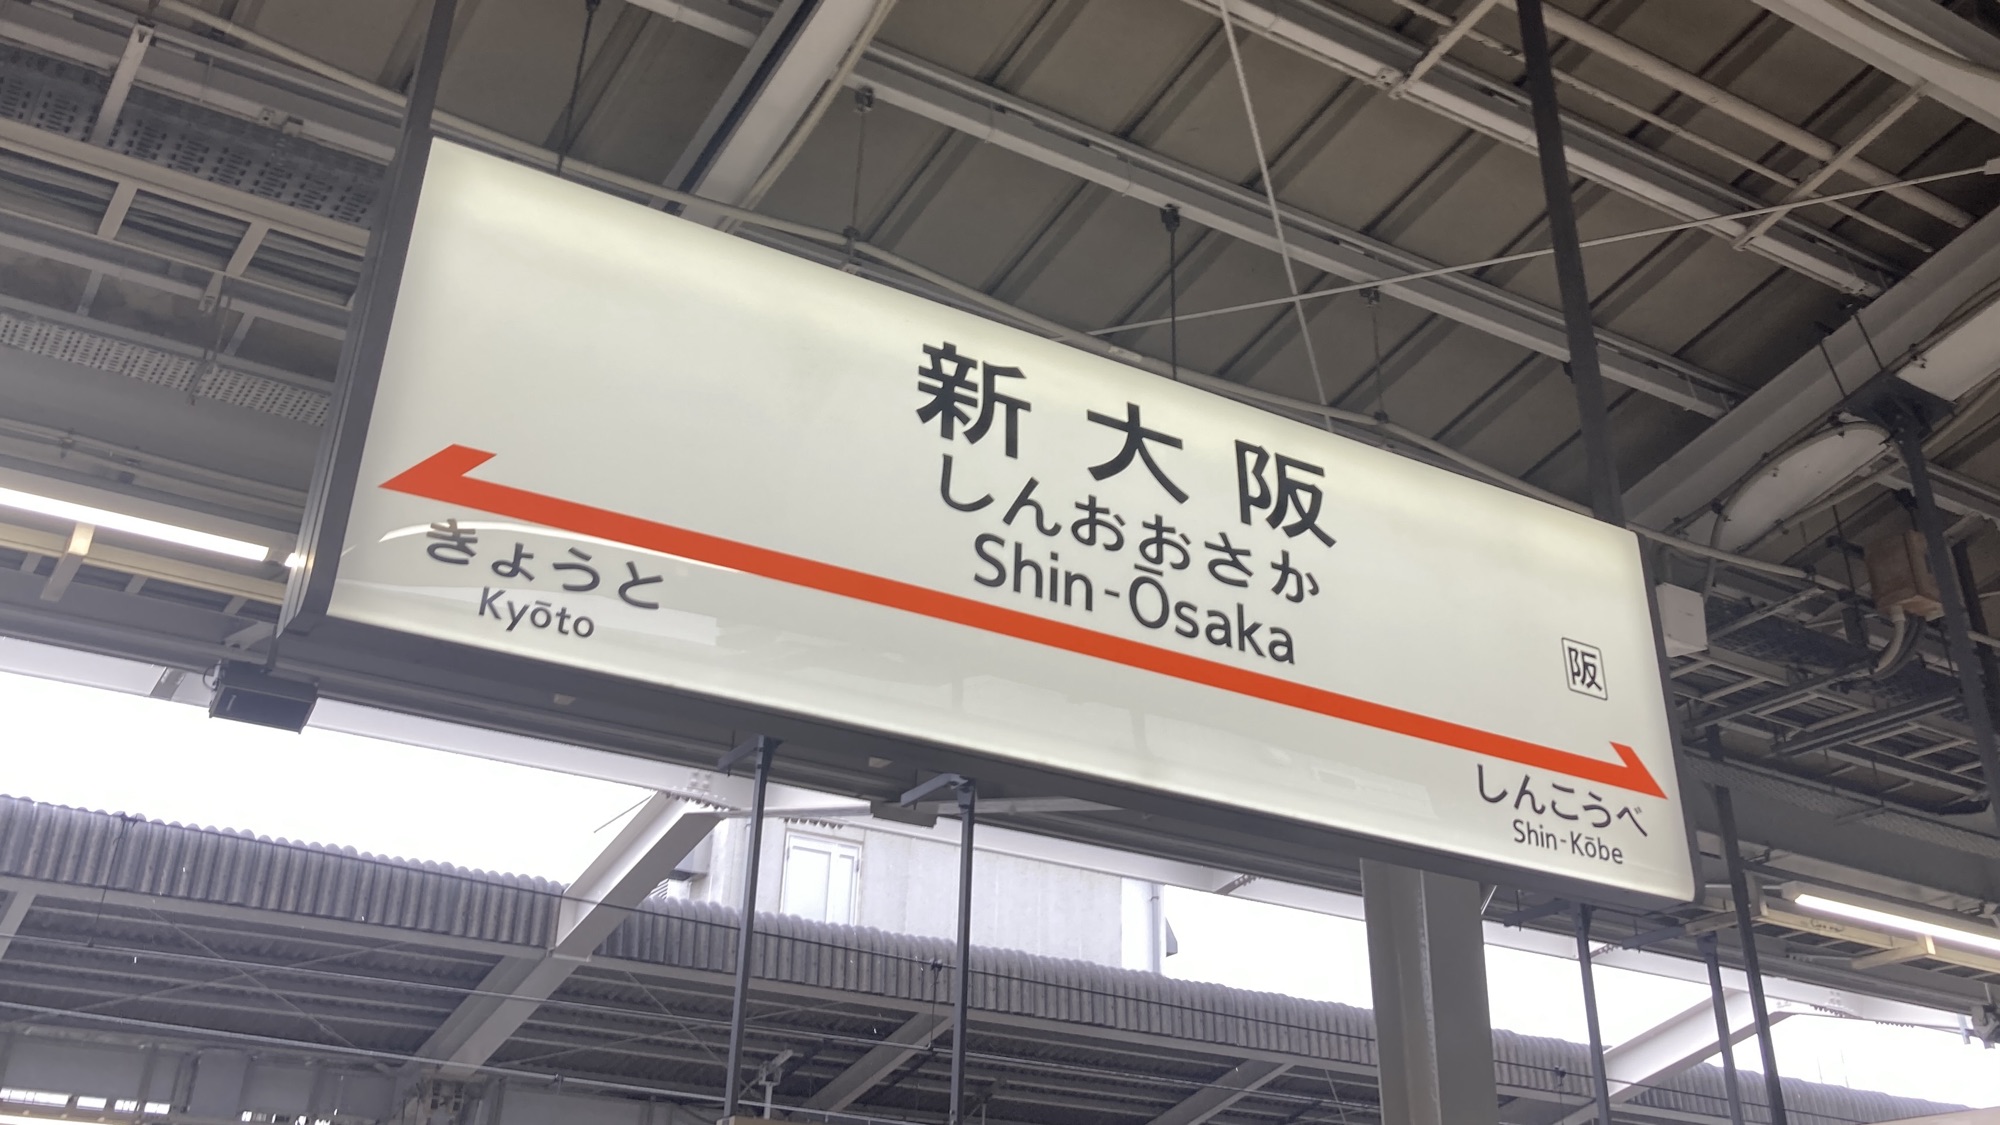 新大阪
しんおおさか
Shin-Ōsaka
きょうと
Kyōto
阪
しんこうべ
Shin-Kōbe